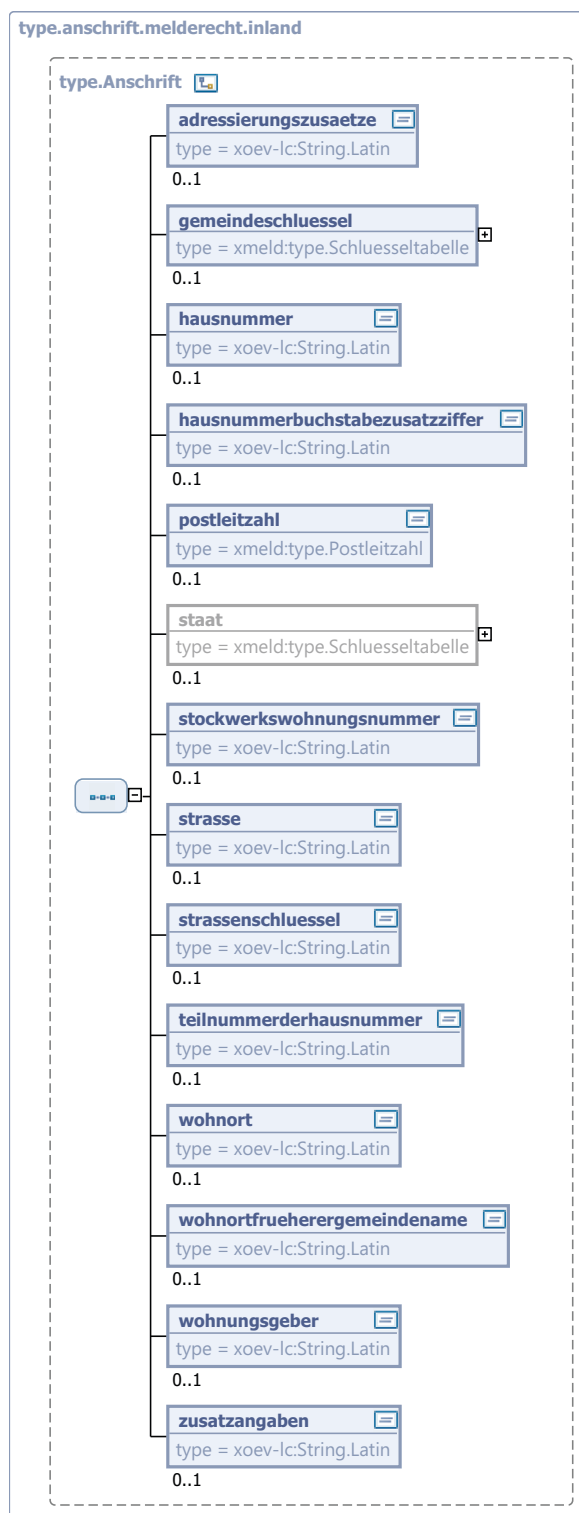 type.anschrift.melderecht.inland
type.Anschrift
adressierungszusaetze
type = xoev-lc:String.Latin
0..1
gemeindeschluessel
type = xmeld:type.Schluesseltabelle
0..1
hausnummer
type = xoev-lc:String.Latin
0..1
hausnummerbuchstabezusatzziffer
type = xoev-lc:String.Latin
0..1
postleitzahl
type = xmeld:type.Postleitzahl
0..1
staat
type = xmeld:type.Schluesseltabelle
0..1
stockwerkswohnungsnummer
type = xoev-lc:String.Latin
0..1
strasse
type = xoev-lc:String.Latin
0..1
strassenschluessel
type = xoev-lc:String.Latin
0..1
teilnummerderhausnummer
type = xoev-lc:String.Latin
0..1
wohnort
type = xoev-lc:String.Latin
0..1
wohnortfrueherergemeindename
type = xoev-lc:String.Latin
0..1
wohnungsgeber
type = xoev-lc:String.Latin
0..1
zusatzangaben
type = xoev-lc:String.Latin
0..1